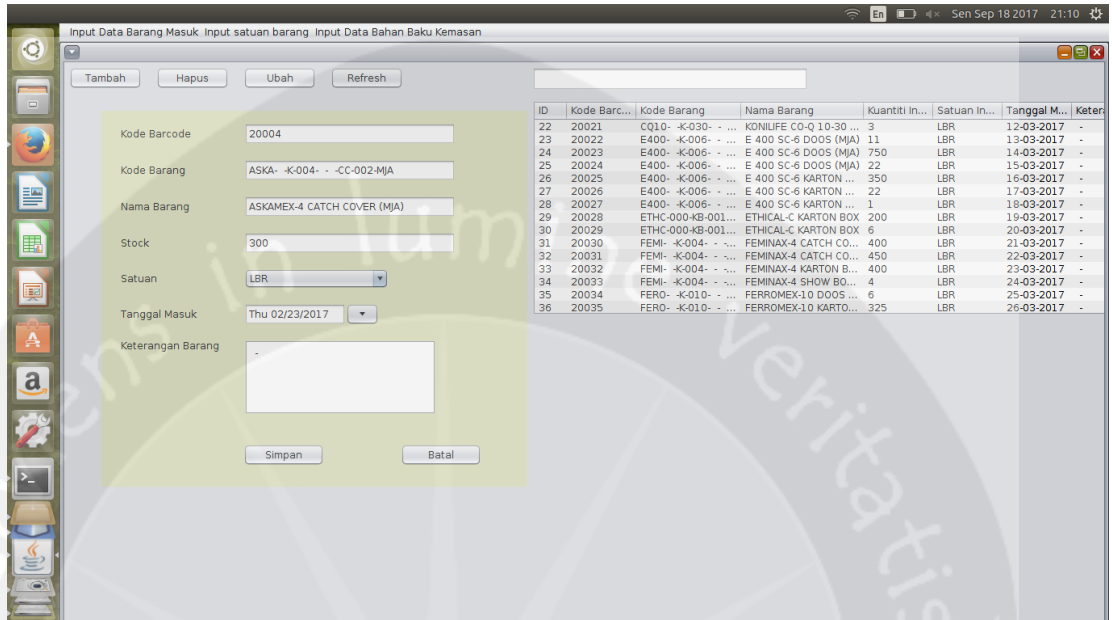 En Sen Sep 18 2017 21:10
Input Data Barang Masuk Input satuan barang Input Data Bahan Baku Kemasan
Tambah Hapus Ubah Refresh
Kode Barcode 20004
Kode Barang ASKA- -K-004- - -CC-002-MJA
Nama Barang ASKAMEX-4 CATCH COVER (MJA)
Stock 300
Satuan LBR
Tanggal Masuk Thu 02/23/2017
Keterangan Barang -
Simpan Batal
ID Kode Barc... Kode Barang Nama Barang Kuantiti In... Satuan In... Tanggal M... Keter
22 20021 CQ10- -K-030- - ... KONILIFE CO-Q 10-30 ... 3 LBR 12-03-2017 -
23 20022 E400- -K-006- - ... E 400 SC-6 DOOS (MJA) 11 LBR 13-03-2017 -
24 20023 E400- -K-006- - ... E 400 SC-6 DOOS (MJA) 750 LBR 14-03-2017 -
25 20024 E400- -K-006- - ... E 400 SC-6 DOOS (MJA) 22 LBR 15-03-2017 -
26 20025 E400- -K-006- - ... E 400 SC-6 KARTON ... 350 LBR 16-03-2017 -
27 20026 E400- -K-006- - ... E 400 SC-6 KARTON ... 22 LBR 17-03-2017 -
28 20027 E400- -K-006- - ... E 400 SC-6 KARTON ... 1 LBR 18-03-2017 -
29 20028 ETHC-000-KB-001... ETHICAL-C KARTON BOX 200 LBR 19-03-2017 -
30 20029 ETHC-000-KB-001... ETHICAL-C KARTON BOX 6 LBR 20-03-2017 -
31 20030 FEMI- -K-004- - -... FEMINAX-4 CATCH CO... 400 LBR 21-03-2017 -
32 20031 FEMI- -K-004- - -... FEMINAX-4 CATCH CO... 450 LBR 22-03-2017 -
33 20032 FEMI- -K-004- - -... FEMINAX-4 KARTON B... 400 LBR 23-03-2017 -
34 20033 FEMI- -K-004- - -... FEMINAX-4 SHOW BO... 4 LBR 24-03-2017 -
35 20034 FERO- -K-010- - ... FERROMEX-10 DOOS ... 6 LBR 25-03-2017 -
36 20035 FERO- -K-010- - ... FERROMEX-10 KARTO... 325 LBR 26-03-2017 -
ens in lumine veritatis